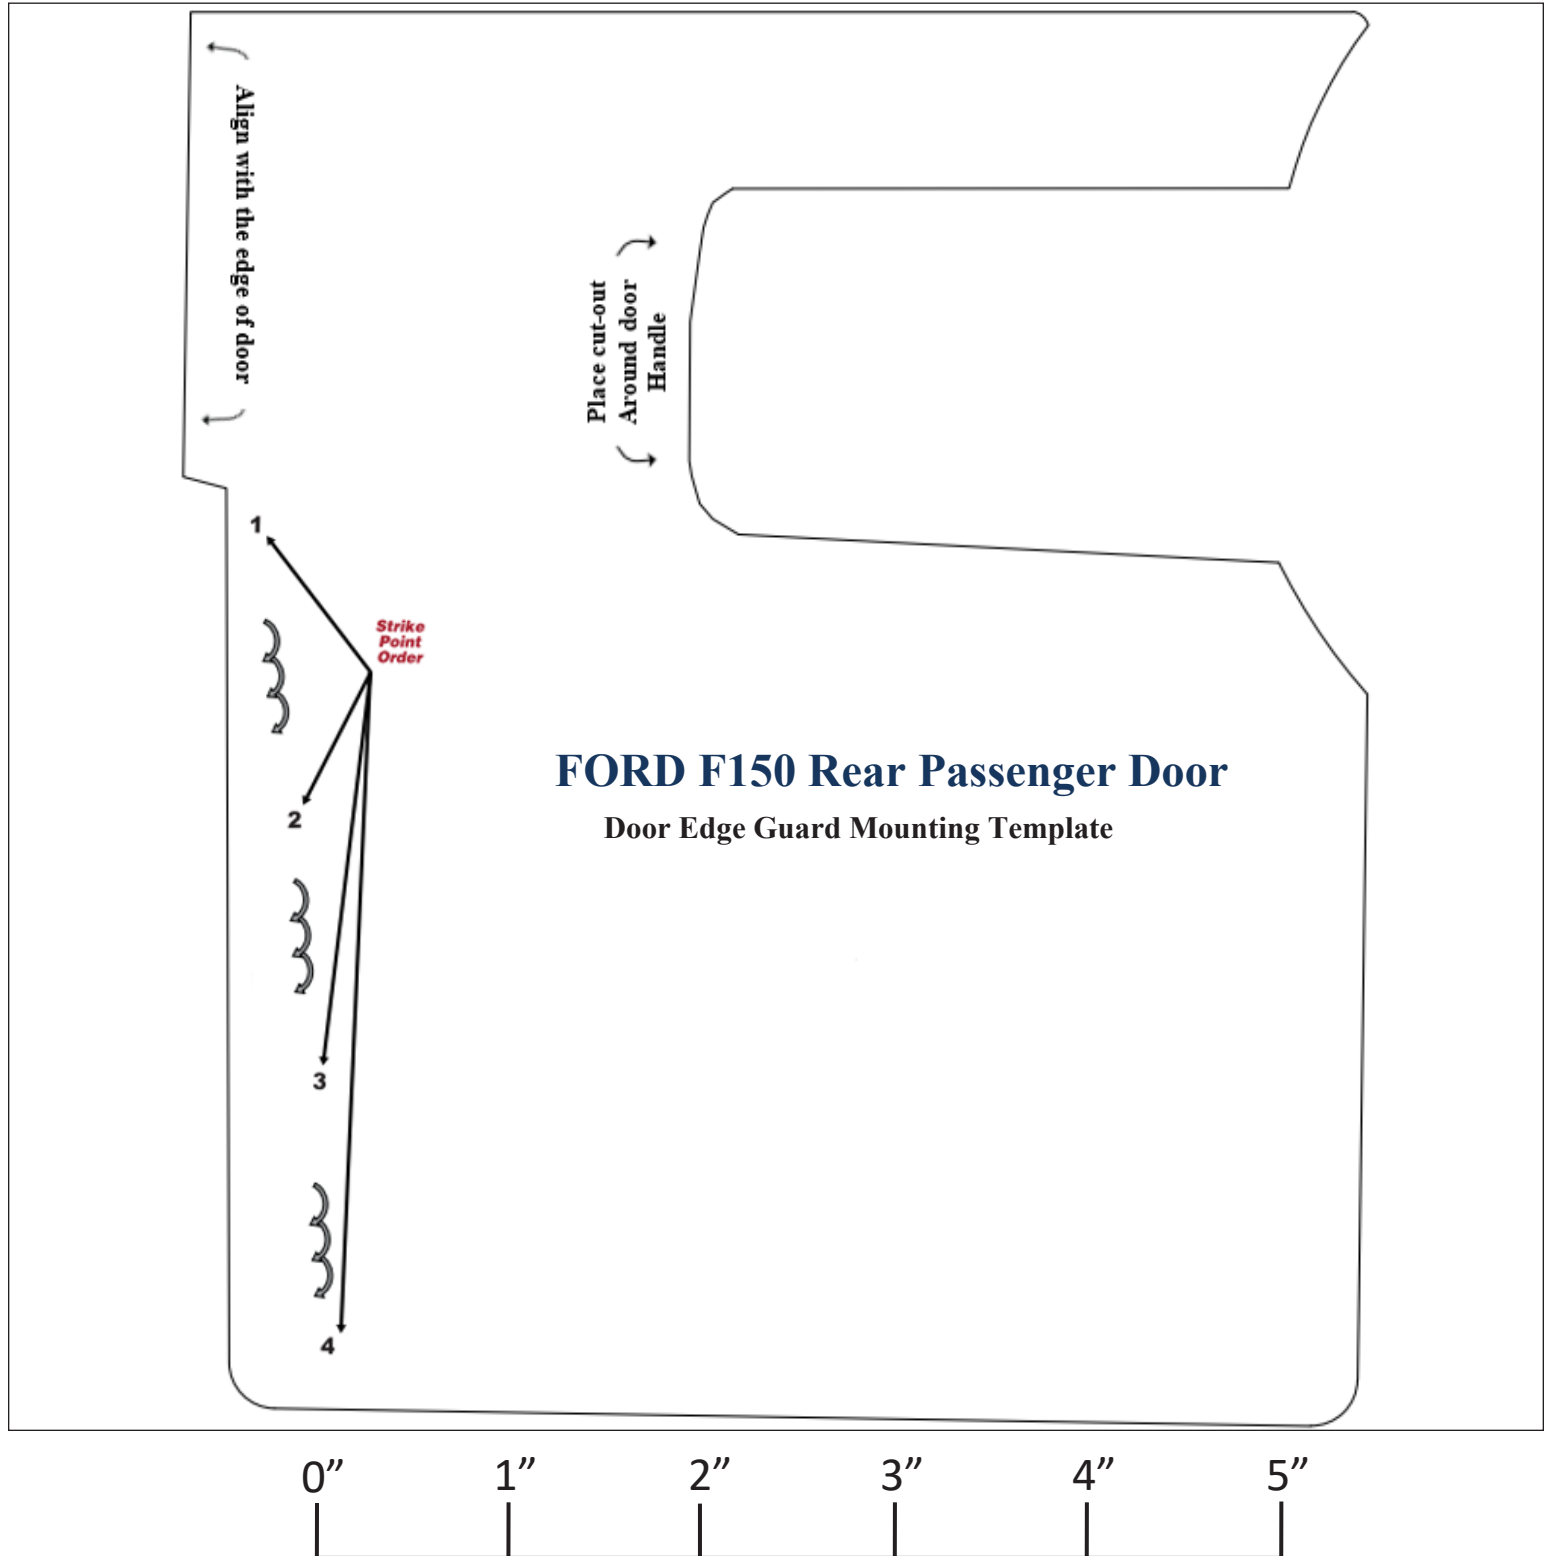 Align with the edge of door
Place cut-out
Around door
Handle
1
Strike
Point
Order
FORD F150 Rear Passenger Door
2
Door Edge Guard Mounting Template
3
4
0” 1” 2” 3” 4” 5”